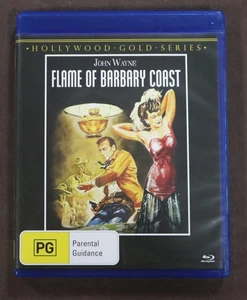 HOLLYWOOD·GOLD·SERIES
JOHN WAYNE
FLAME OF BARBARY COAST
PG
Parental
Guidance